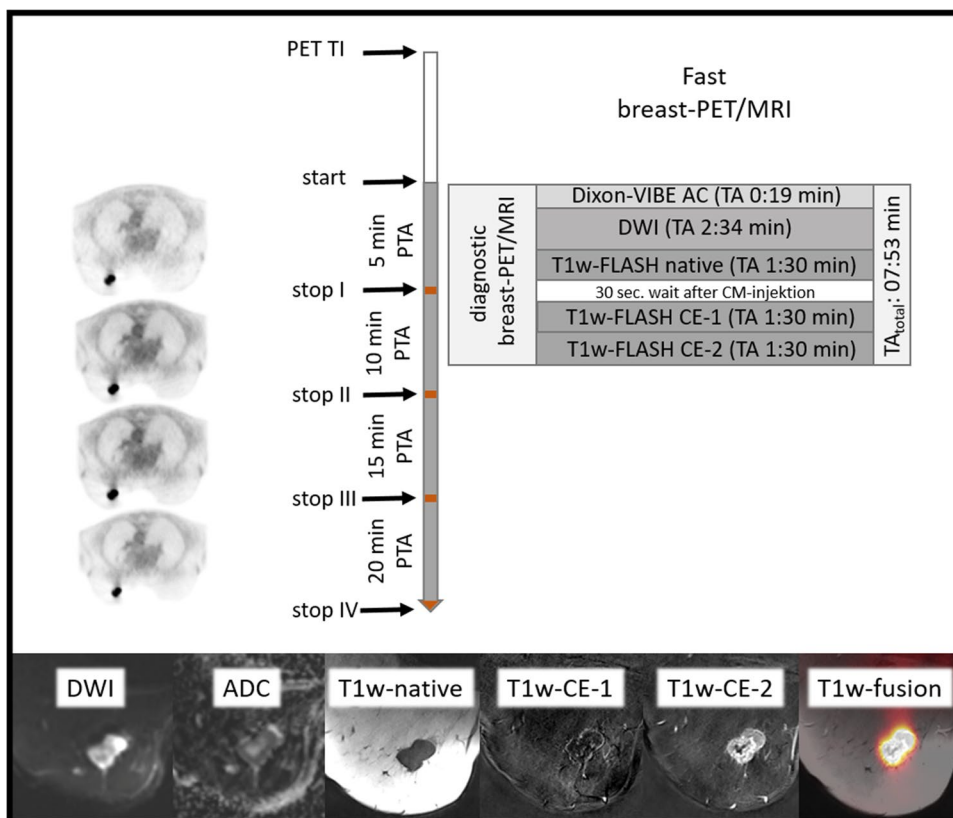 PET TI
Fast
breast-PET/MRI
start
5 min
PTA
stop I
10 min
PTA
stop II
15 min
PTA
stop III
20 min
PTA
stop IV
diagnostic
breast-PET/MRI
Dixon-VIBE AC (TA 0:19 min)
DWI (TA 2:34 min)
T1w-FLASH native (TA 1:30 min)
30 sec. wait after CM-injektion
T1w-FLASH CE-1 (TA 1:30 min)
T1w-FLASH CE-2 (TA 1:30 min)
TAtotal: 07:53 min
DWI
ADC
T1w-native
T1w-CE-1
T1w-CE-2
T1w-fusion